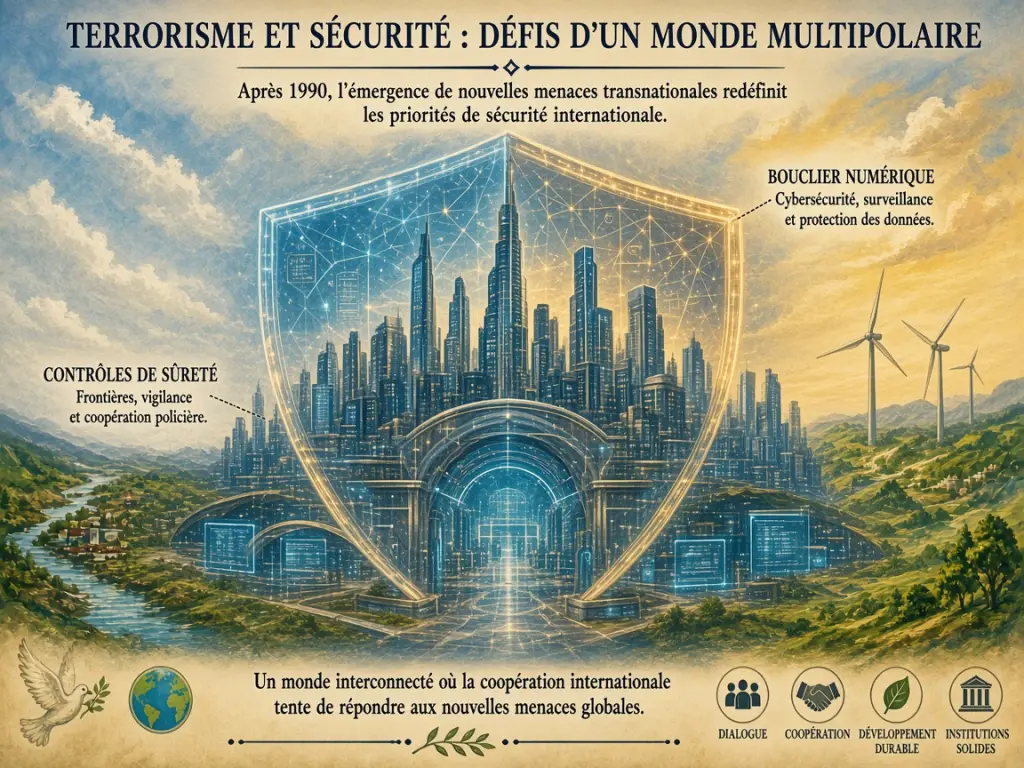 TERRORISME ET SÉCURITÉ : DÉFIS D’UN MONDE MULTIPOLAIRE
Après 1990, l’émergence de nouvelles menaces transnationales redéfinit
les priorités de sécurité internationale.
BOUCLIER NUMÉRIQUE
Cybersécurité, surveillance
et protection des données.
CONTRÔLES DE SÛRETÉ
Frontières, vigilance
et coopération policière.
Un monde interconnecté où la coopération internationale
tente de répondre aux nouvelles menaces globales.
DIALOGUE
COOPÉRATION
DÉVELOPPEMENT
DURABLE
INSTITUTIONS
SOLIDES